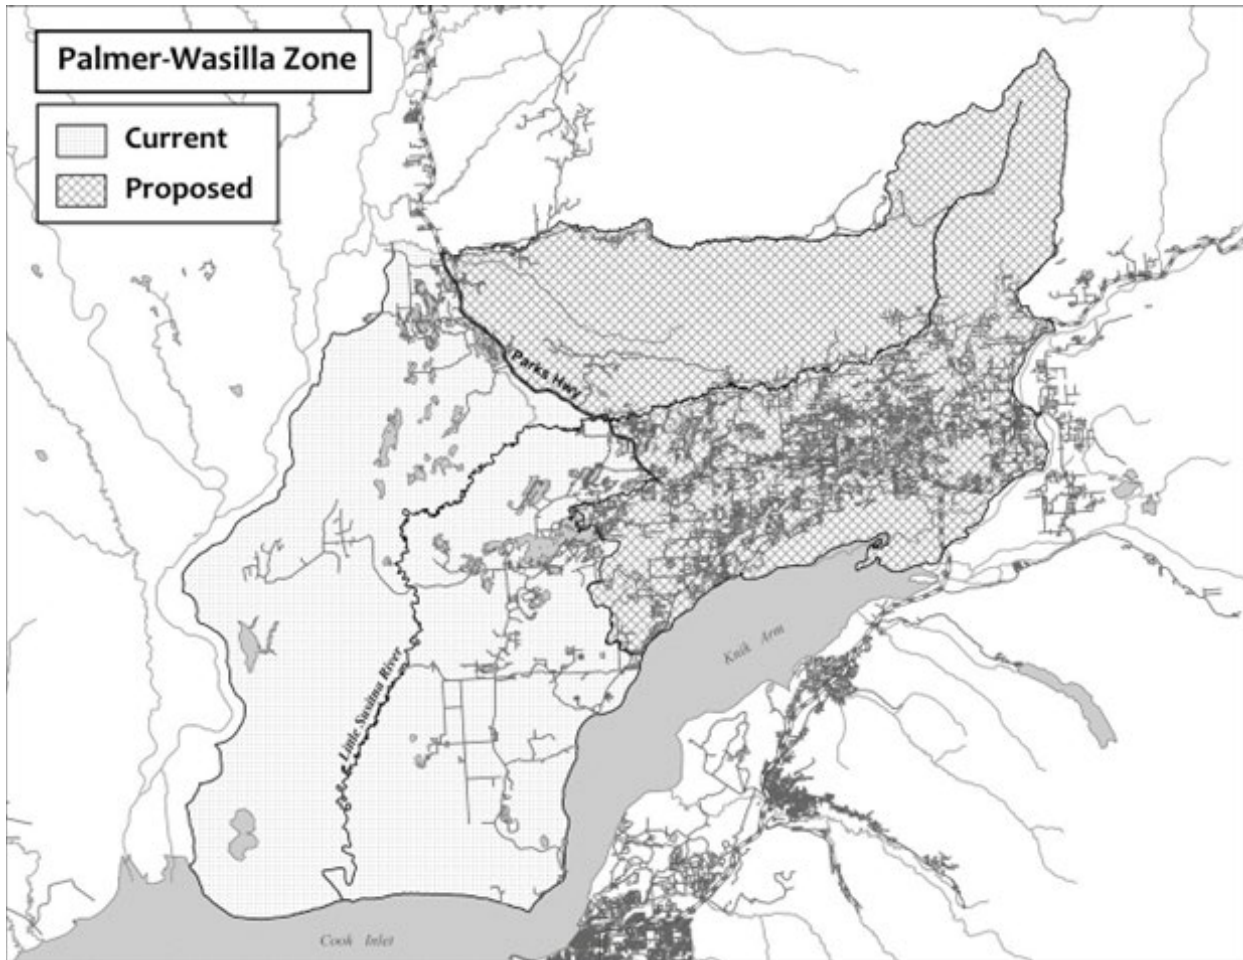 Palmer-Wasilla Zone
Current
Proposed
Parks Hwy
Little Susitna River
Knik Arm
Cook Inlet